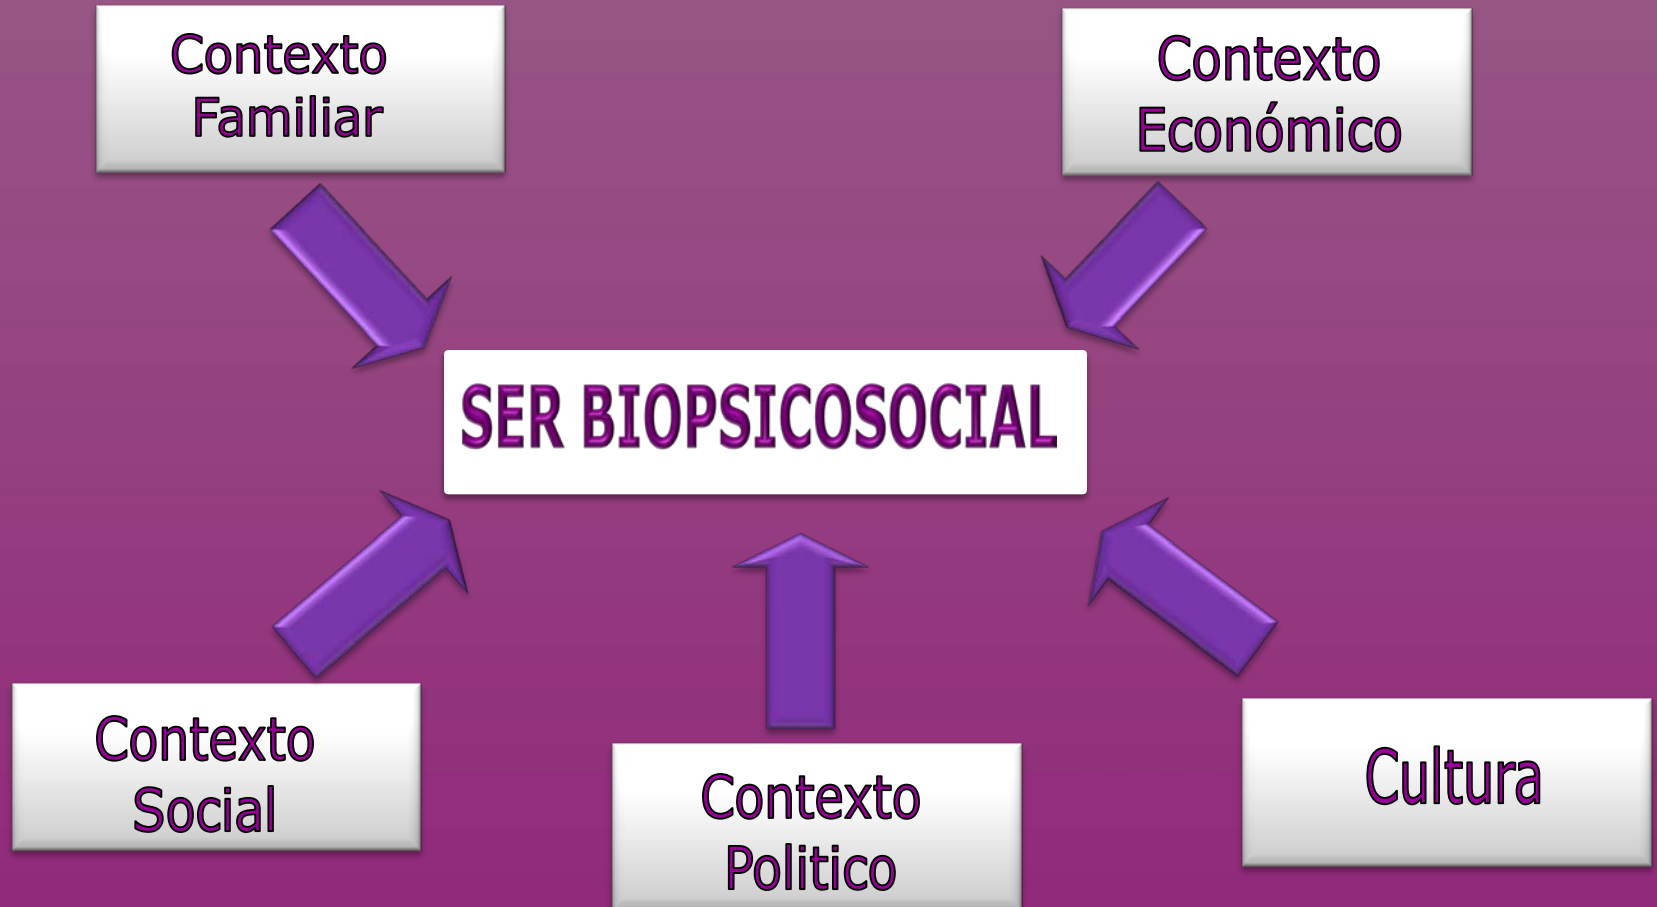 Contexto
Familiar
Contexto
Económico
SER BIOPSICOSOCIAL
Contexto
Social
Contexto
Politico
Cultura